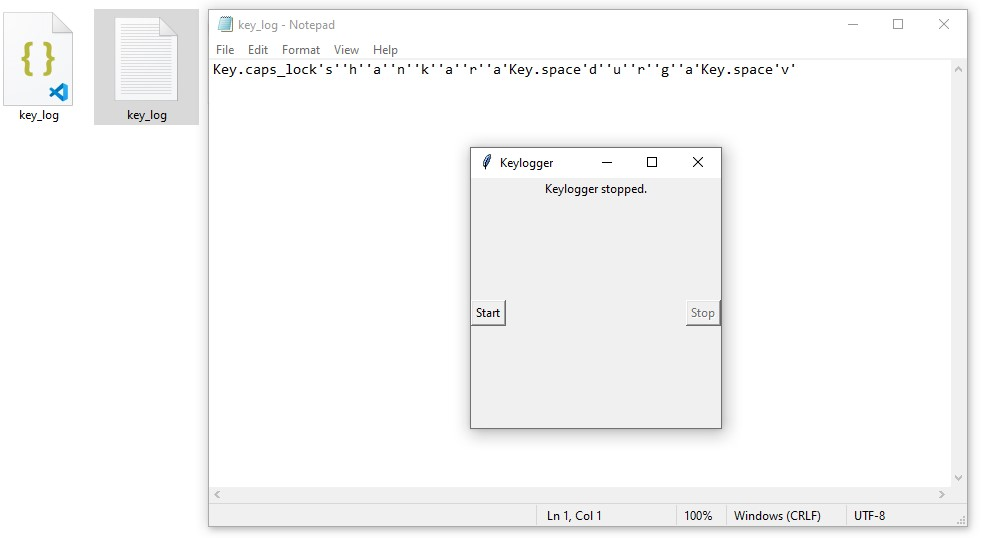 key_log
key_log
key_log - Notepad
File Edit Format View Help
Key.caps_lock's''h''a''n''k''a''r''a'Key.space'd''u''r''g''a'Key.space'v'
Keylogger
Keylogger stopped.
Start Stop
Ln 1, Col 1 100% Windows (CRLF) UTF-8